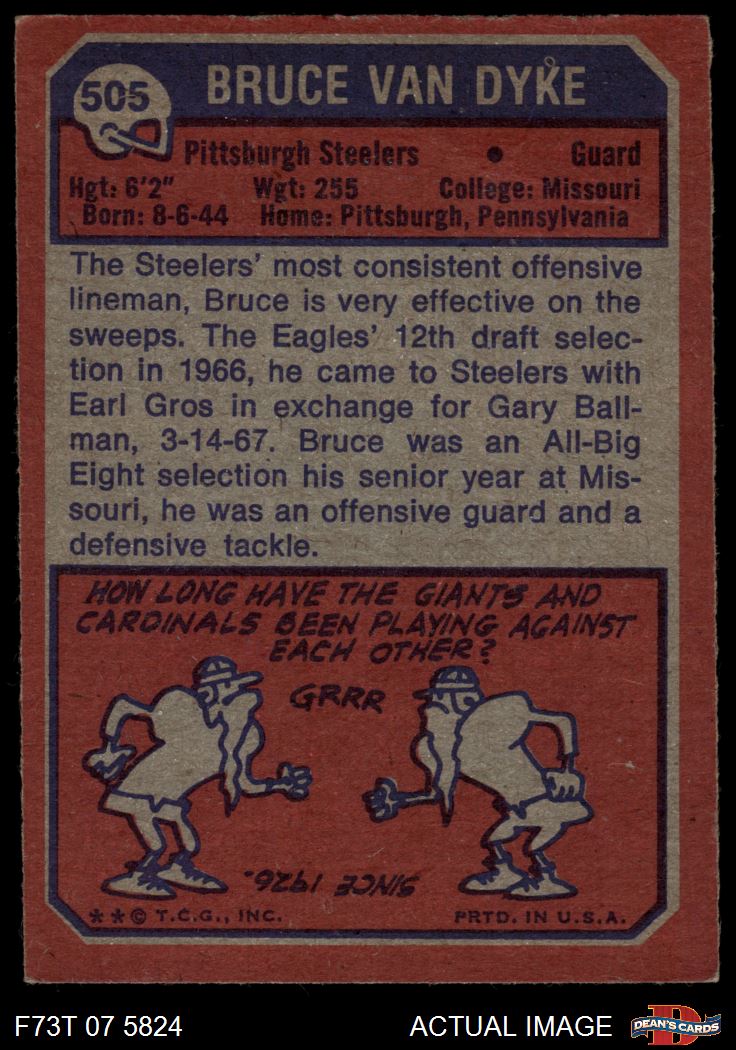 505
BRUCE VAN DYKE
Pittsburgh Steelers • Guard
Hgt: 6'2" Wgt: 255 College: Missouri
Born: 8-6-44 Home: Pittsburgh, Pennsylvania
The Steelers' most consistent offensive
lineman, Bruce is very effective on the
sweeps. The Eagles' 12th draft selec-
tion in 1966, he came to Steelers with
Earl Gros in exchange for Gary Ball-
man, 3-14-67. Bruce was an All-Big
Eight selection his senior year at Mis-
souri, he was an offensive guard and a
defensive tackle.
HOW LONG HAVE THE GIANTS AND
CARDINALS BEEN PLAYING AGAINST
EACH OTHER?
GRRR
SINCE 1926.
**© T.C.G., INC. PRTD. IN U.S.A.
F73T 07 5824 ACTUAL IMAGE
D
DEAN'S CARDS